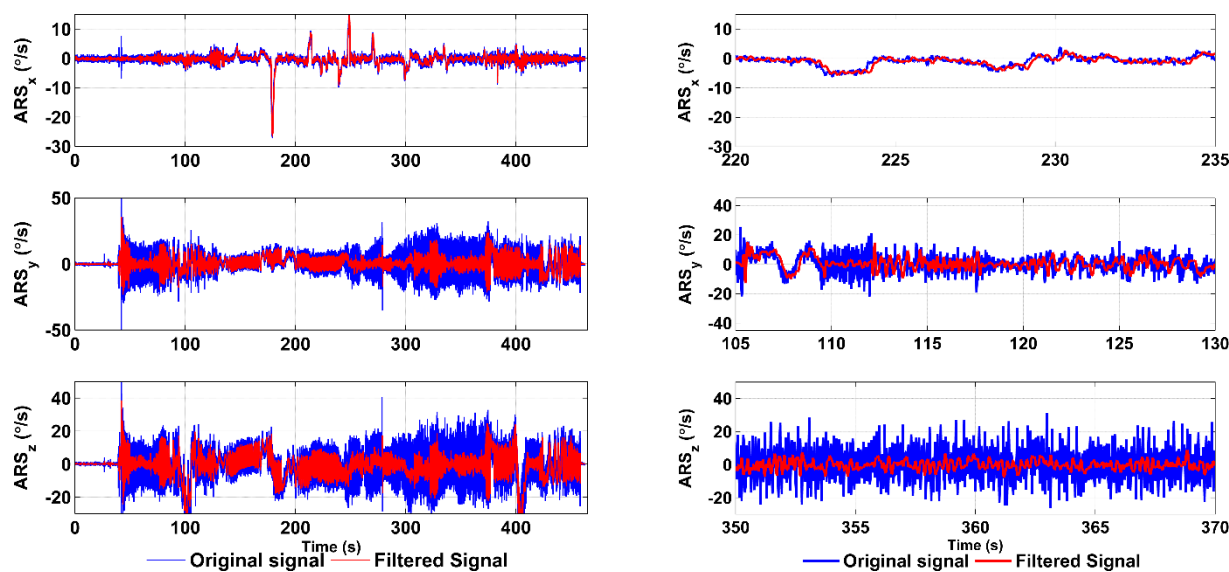 10
0
-10
-20
-30
ARSx (°/s)
0 100 200 300 400
50
0
-50
ARSy (°/s)
0 100 200 300 400
40
20
0
-20
ARSz (°/s)
0 100 200 300 400
Time (s)
Original signal Filtered Signal
10
0
-10
-20
-30
ARSx (°/s)
220 225 230 235
40
20
0
-20
-40
ARSy (°/s)
105 110 115 120 125 130
40
20
0
-20
ARSz (°/s)
350 355 360 365 370
Time (s)
Original signal Filtered Signal